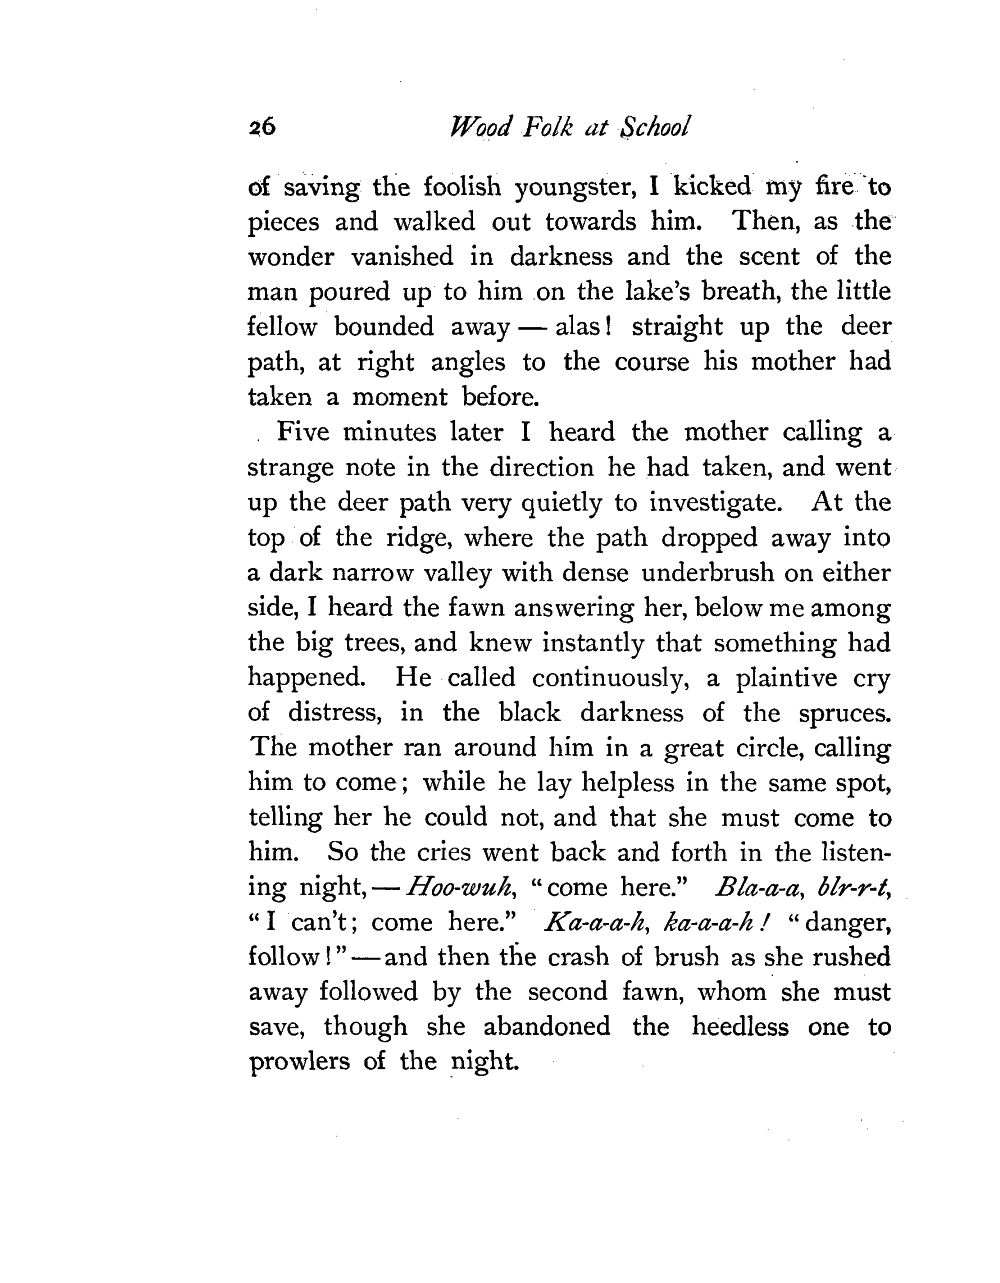 26 Wood Folk at School
of saving the foolish youngster, I kicked my fire to
pieces and walked out towards him. Then, as the
wonder vanished in darkness and the scent of the
man poured up to him on the lake's breath, the little
fellow bounded away — alas! straight up the deer
path, at right angles to the course his mother had
taken a moment before.
Five minutes later I heard the mother calling a
strange note in the direction he had taken, and went
up the deer path very quietly to investigate. At the
top of the ridge, where the path dropped away into
a dark narrow valley with dense underbrush on either
side, I heard the fawn answering her, below me among
the big trees, and knew instantly that something had
happened. He called continuously, a plaintive cry
of distress, in the black darkness of the spruces.
The mother ran around him in a great circle, calling
him to come; while he lay helpless in the same spot,
telling her he could not, and that she must come to
him. So the cries went back and forth in the listen-
ing night, — Hoo-wuh, "come here." Bla-a-a, blr-r-t,
"I can't; come here." Ka-a-a-h, ka-a-a-h! "danger,
follow!" — and then the crash of brush as she rushed
away followed by the second fawn, whom she must
save, though she abandoned the heedless one to
prowlers of the night.